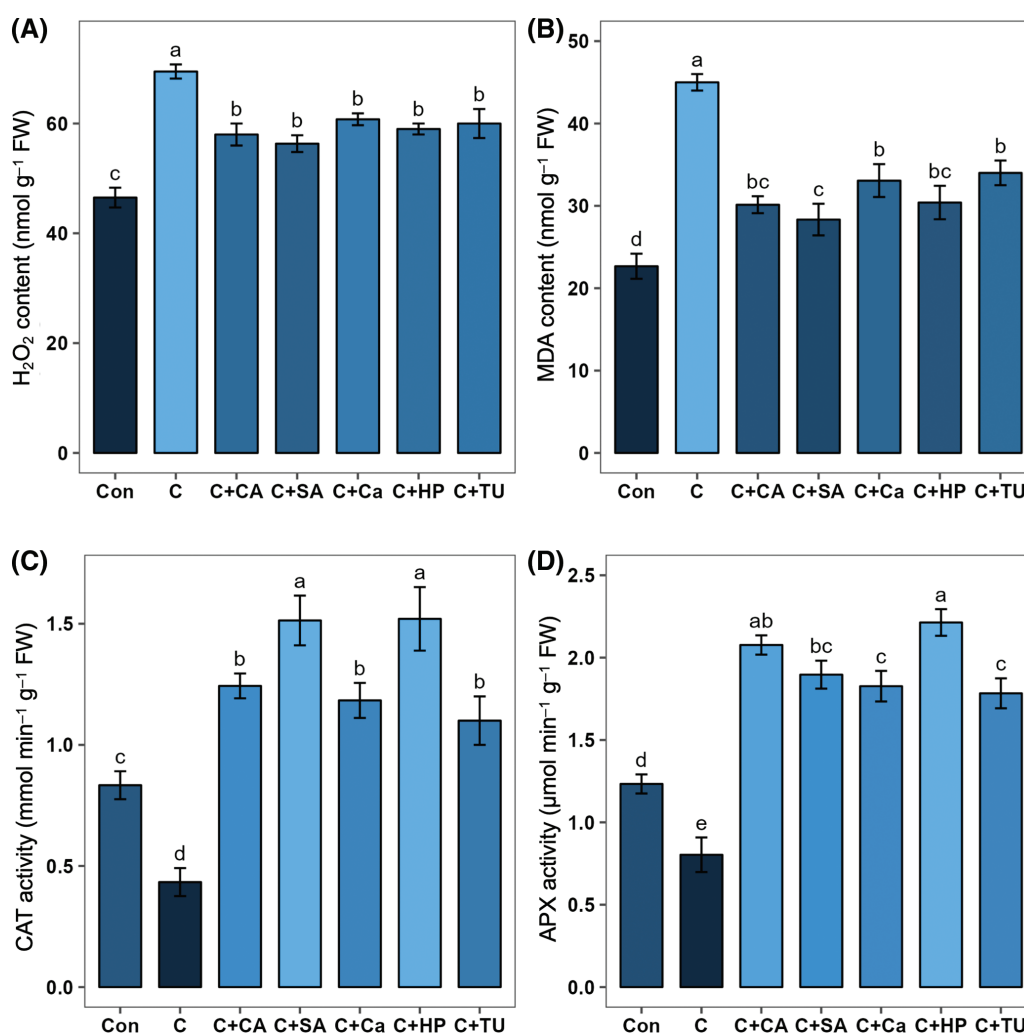 (A)
H₂O₂ content (nmol g⁻¹ FW)
60
40
20
0
c
a
b
b
b
b
b
Con C C+CA C+SA C+Ca C+HP C+TU
(B)
MDA content (nmol g⁻¹ FW)
50
40
30
20
10
0
d
a
bc
c
b
bc
b
Con C C+CA C+SA C+Ca C+HP C+TU
(C)
CAT activity (mmol min⁻¹ g⁻¹ FW)
1.5
1.0
0.5
0.0
c
d
b
a
b
a
b
Con C C+CA C+SA C+Ca C+HP C+TU
(D)
APX activity (µmol min⁻¹ g⁻¹ FW)
2.5
2.0
1.5
1.0
0.5
0.0
d
e
ab
bc
c
a
c
Con C C+CA C+SA C+Ca C+HP C+TU